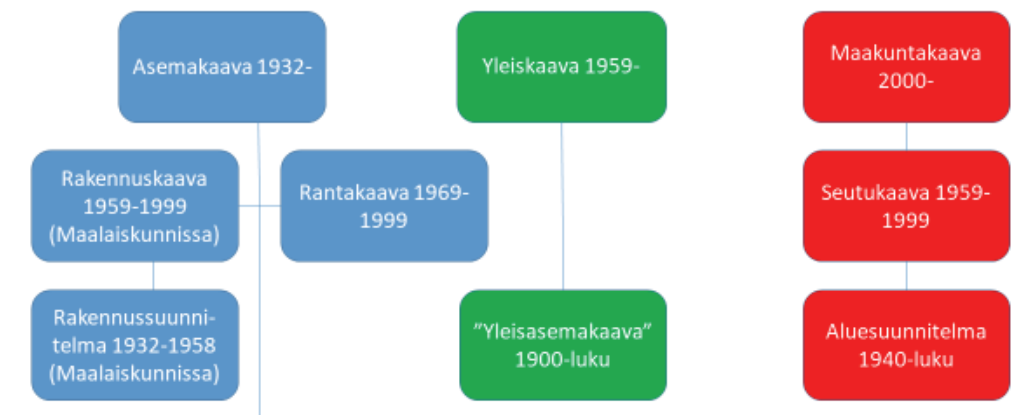 Asemakaava 1932-
Yleiskaava 1959-
Maakuntakaava
2000-
Rakennuskaava
1959-1999
(Maalaiskunnissa)
Rantakaava 1969-
1999
Seutukaava 1959-
1999
Rakennussuunni-
telma 1932-1958
(Maalaiskunnissa)
”Yleisasemakaava”
1900-luku
Aluesuunnitelma
1940-luku